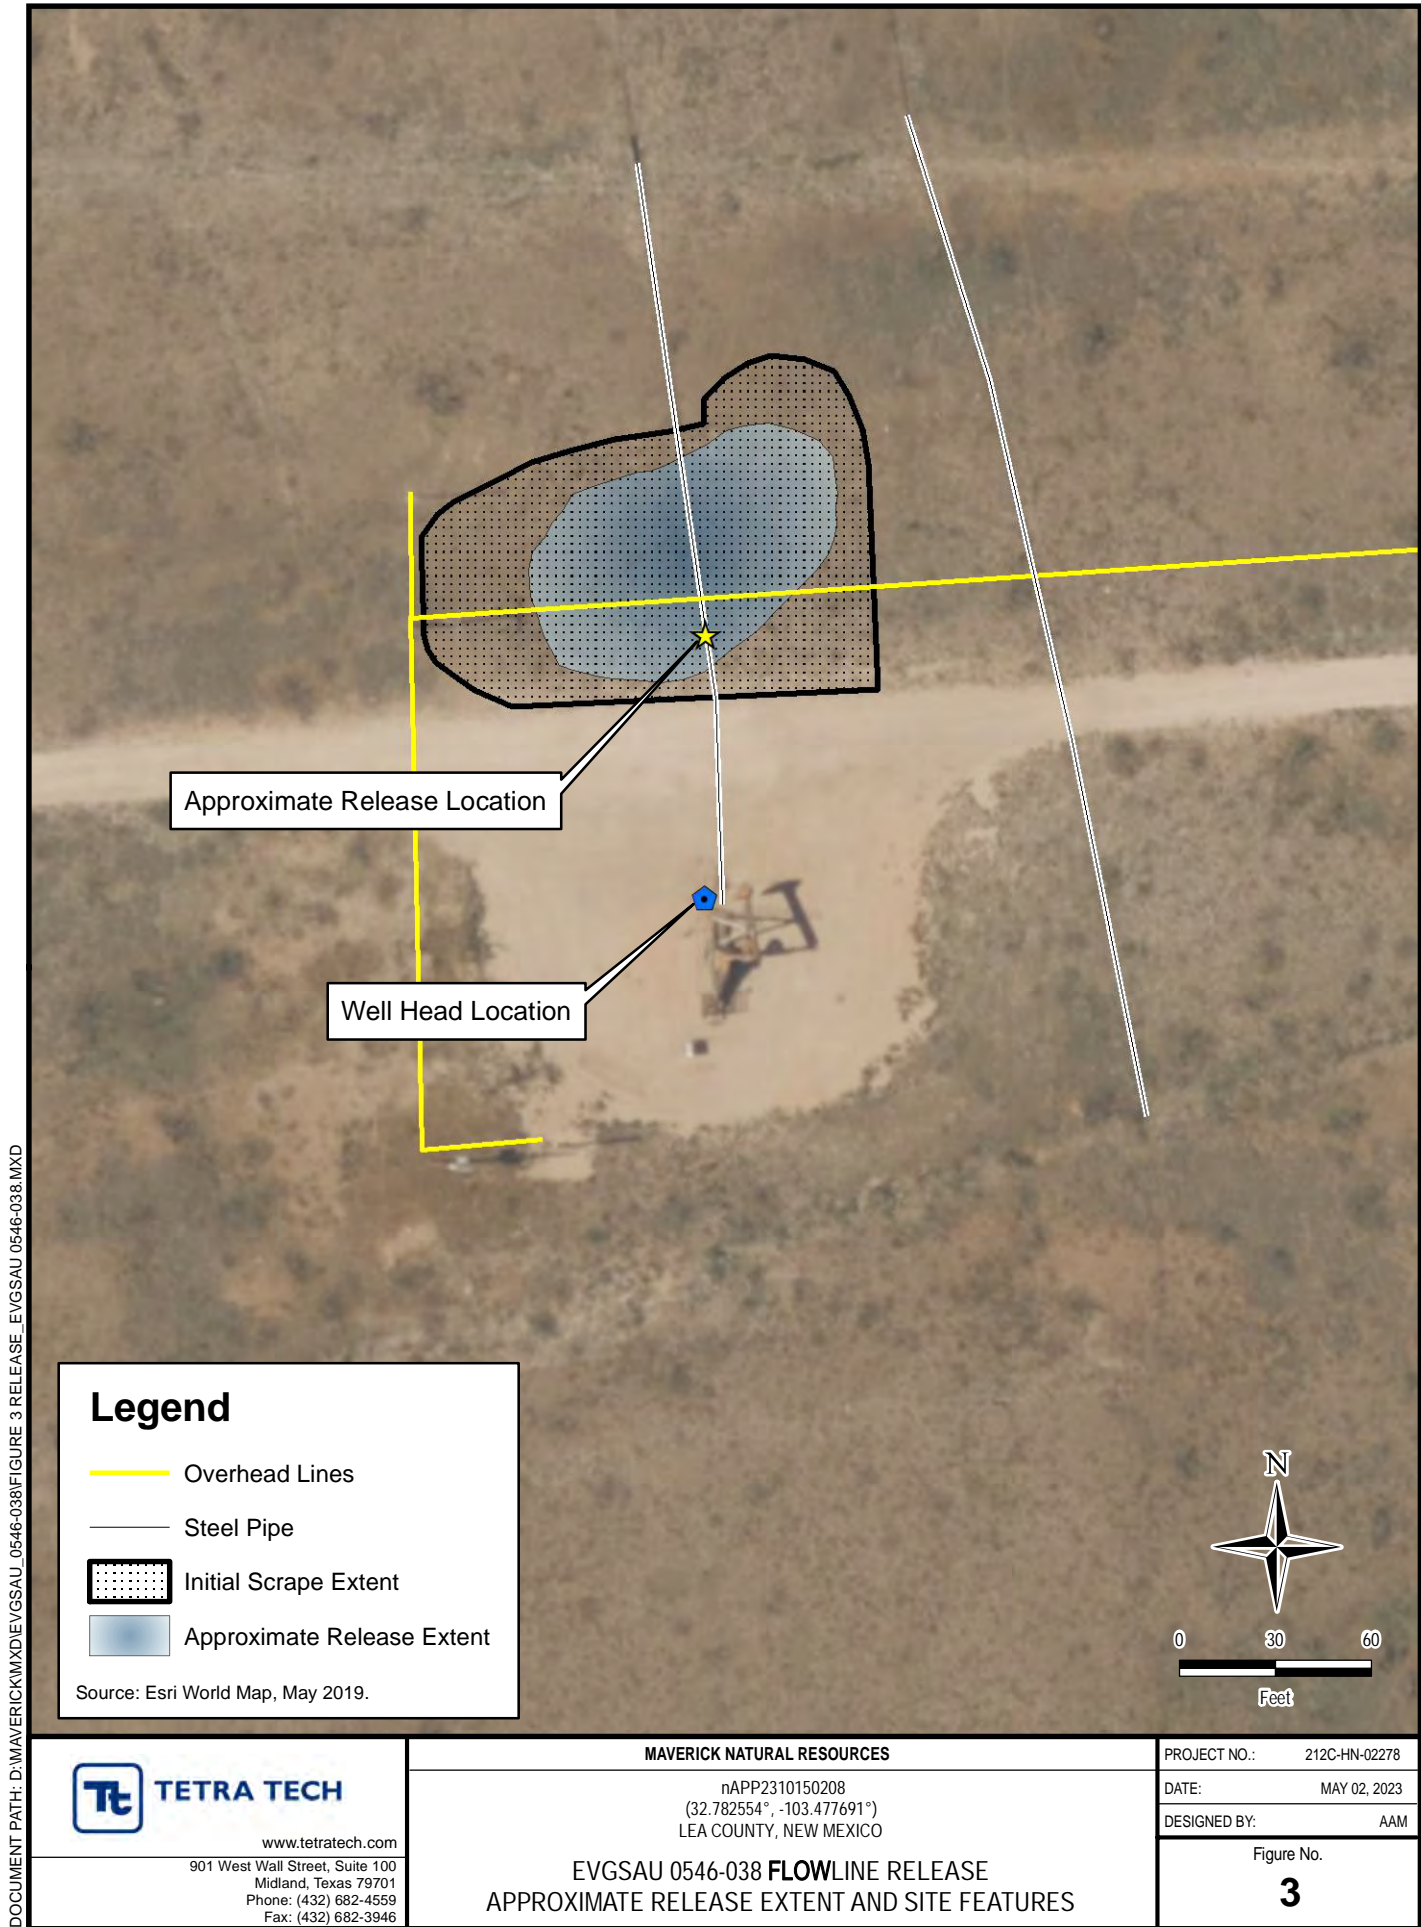 Approximate Release Location
Well Head Location
Legend
Overhead Lines
Steel Pipe
Initial Scrape Extent
Approximate Release Extent
Source: Esri World Map, May 2019.
N
0 30 60
Feet
DOCUMENT PATH: D:\MAVERICK\MXD\EVGSAU_0546-038\FIGURE 3 RELEASE_EVGSAU 0546-038.MXD
Tt TETRA TECH
www.tetratech.com
901 West Wall Street, Suite 100
Midland, Texas 79701
Phone: (432) 682-4559
Fax: (432) 682-3946
MAVERICK NATURAL RESOURCES
nAPP2310150208
(32.782554°, -103.477691°)
LEA COUNTY, NEW MEXICO
EVGSAU 0546-038 FLOWLINE RELEASE
APPROXIMATE RELEASE EXTENT AND SITE FEATURES
PROJECT NO.: 212C-HN-02278
DATE: MAY 02, 2023
DESIGNED BY: AAM
Figure No.
3